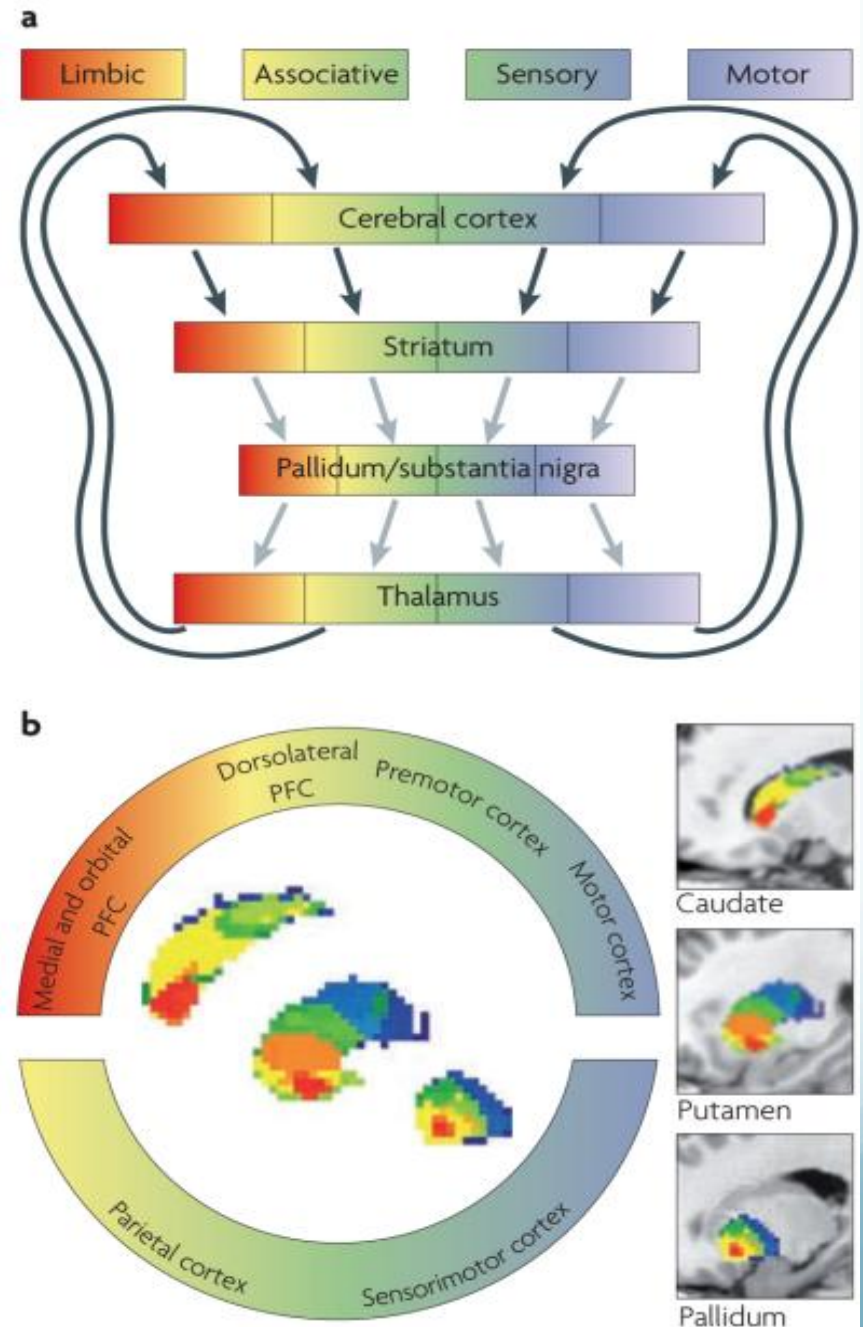 a
Limbic
Associative
Sensory
Motor
Cerebral cortex
Striatum
Pallidum/substantia nigra
Thalamus
b
Medial and orbital
PFC
Dorsolateral
PFC
Premotor cortex
Motor cortex
Parietal cortex
Sensorimotor cortex
Caudate
Putamen
Pallidum